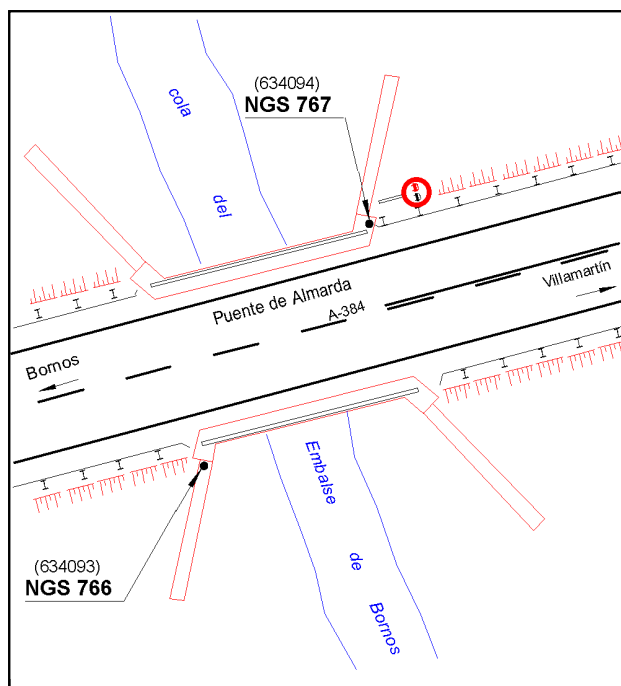 (634094)
NGS 767
cola
del
Puente de Almarda
A-384
Villamartín
Bornos
Embalse
de
Bornos
(634093)
NGS 766